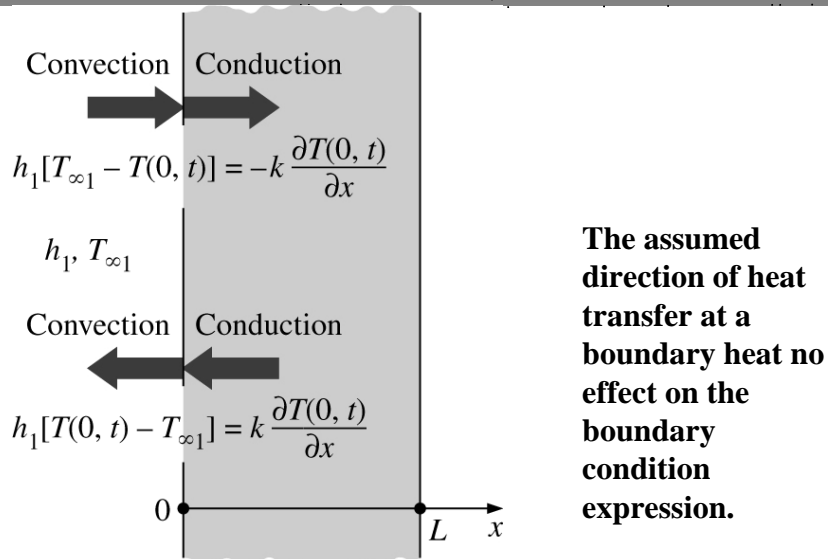 Convection Conduction
h₁[T∞₁ – T(0, t)] = –k ∂T(0, t)/∂x
h₁, T∞₁
Convection Conduction
h₁[T(0, t) – T∞₁] = k ∂T(0, t)/∂x
0
L x
The assumed
direction of heat
transfer at a
boundary heat no
effect on the
boundary
condition
expression.